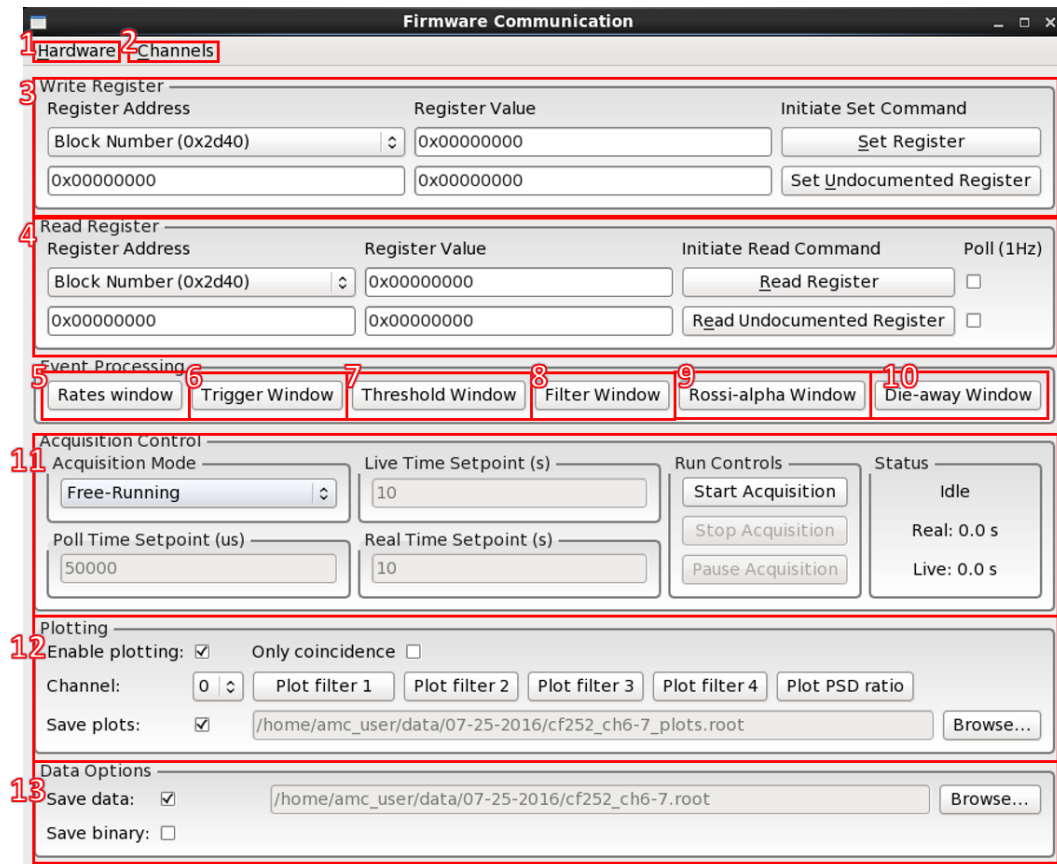 Firmware Communication
1 Hardware 2 Channels
3 Write Register
Register Address Register Value Initiate Set Command
Block Number (0x2d40) 0x00000000 Set Register
0x00000000 0x00000000 Set Undocumented Register
4 Read Register
Register Address Register Value Initiate Read Command Poll (1Hz)
Block Number (0x2d40) 0x00000000 Read Register
0x00000000 0x00000000 Read Undocumented Register
Event Processing
5 6 7 8 9 10
Rates window Trigger Window Threshold Window Filter Window Rossi-alpha Window Die-away Window
Acquisition Control
11 Acquisition Mode Live Time Setpoint (s) Run Controls Status
Free-Running 10 Start Acquisition Idle
Poll Time Setpoint (us) Real Time Setpoint (s) Stop Acquisition Real: 0.0 s
50000 10 Pause Acquisition Live: 0.0 s
Plotting
12 Enable plotting: Only coincidence
Channel: 0 Plot filter 1 Plot filter 2 Plot filter 3 Plot filter 4 Plot PSD ratio
Save plots: /home/amc_user/data/07-25-2016/cf252_ch6-7_plots.root Browse...
Data Options
13 Save data: /home/amc_user/data/07-25-2016/cf252_ch6-7.root Browse...
Save binary: